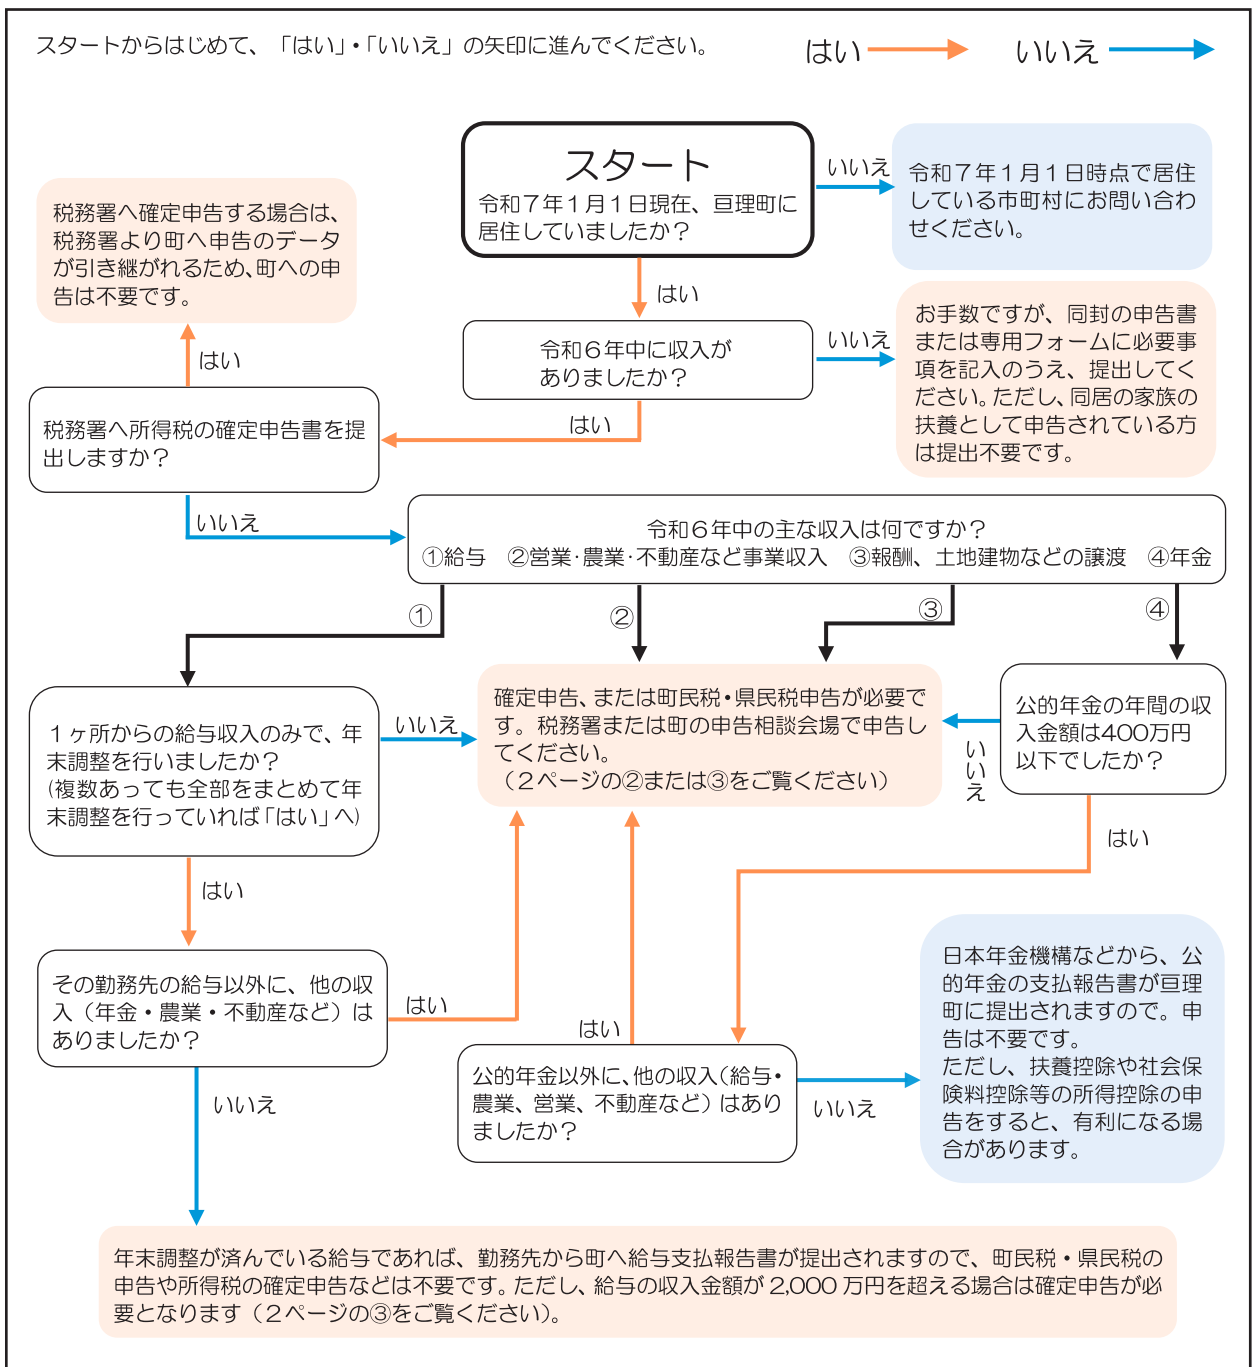 スタートからはじめて、「はい」・「いいえ」の矢印に進んでください。
はい
いいえ
スタート
令和７年１月１日現在、亘理町に
居住していましたか？
いいえ
令和７年１月１日時点で居住
している市町村にお問い合わ
せください。
はい
令和６年中に収入が
ありましたか？
いいえ
お手数ですが、同封の申告書
または専用フォームに必要事
項を記入のうえ、提出してく
ださい。ただし、同居の家族の
扶養として申告されている方
は提出不要です。
はい
税務署へ所得税の確定申告書を提
出しますか？
はい
税務署へ確定申告する場合は、
税務署より町へ申告のデータ
が引き継がれるため、町への申
告は不要です。
いいえ
令和６年中の主な収入は何ですか？
①給与　②営業・農業・不動産など事業収入　③報酬、土地建物などの譲渡　④年金
①
②
③
④
１ヶ所からの給与収入のみで、年
末調整を行いましたか？
(複数あっても全部をまとめて年
末調整を行っていれば「はい」へ)
いいえ
確定申告、または町民税・県民税申告が必要で
す。税務署または町の申告相談会場で申告し
てください。
（２ページの②または③をご覧ください）
いいえ
公的年金の年間の収
入金額は400万円
以下でしたか？
はい
はい
その勤務先の給与以外に、他の収
入（年金・農業・不動産など）は
ありましたか？
はい
はい
公的年金以外に、他の収入（給与・
農業、営業、不動産など）はあり
ましたか？
いいえ
日本年金機構などから、公
的年金の支払報告書が亘理
町に提出されますので。申
告は不要です。
ただし、扶養控除や社会保
険料控除等の所得控除の申
告をすると、有利になる場
合があります。
いいえ
年末調整が済んでいる給与であれば、勤務先から町へ給与支払報告書が提出されますので、町民税・県民税の
申告や所得税の確定申告などは不要です。ただし、給与の収入金額が2,000万円を超える場合は確定申告が必
要となります（２ページの③をご覧ください）。